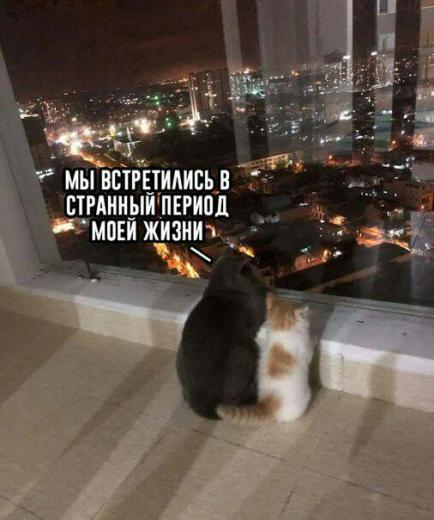 МЫ ВСТРЕТИЛИСЬ В
СТРАННЫЙ ПЕРИОД
МОЕЙ ЖИЗНИ